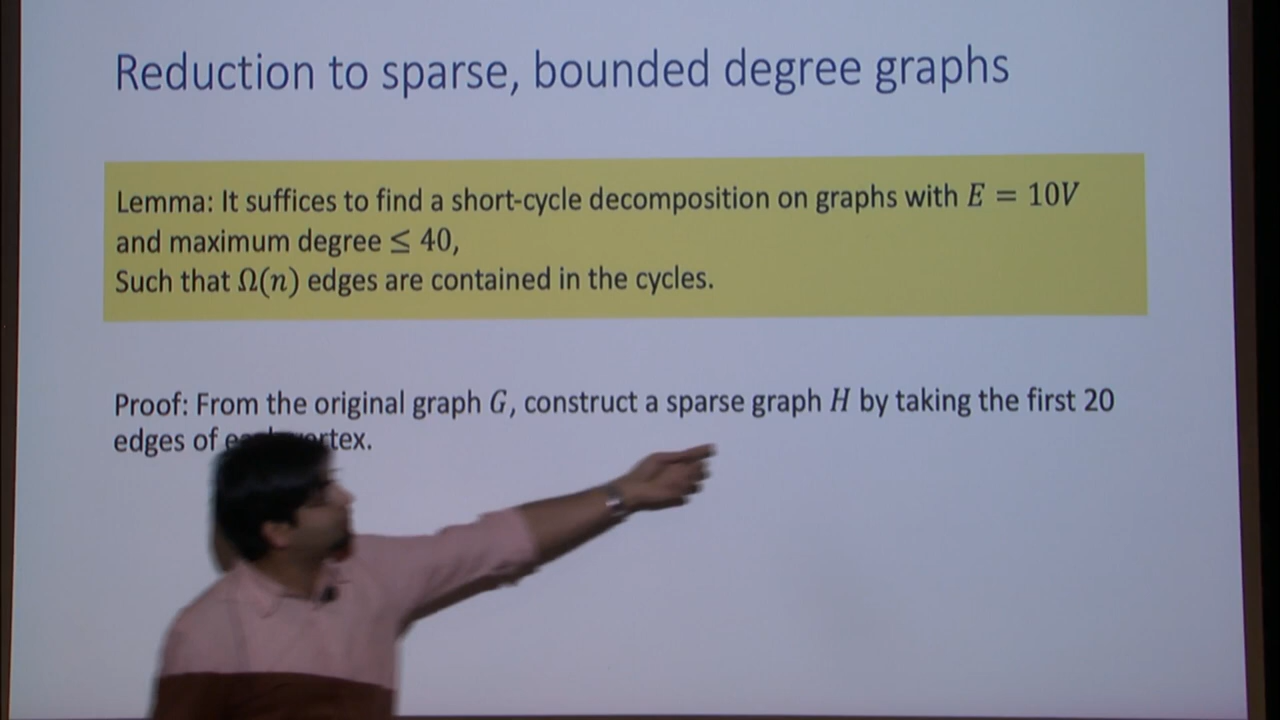 Reduction to sparse, bounded degree graphs
Lemma: It suffices to find a short-cycle decomposition on graphs with E = 10V
and maximum degree ≤ 40,
Such that Ω(n) edges are contained in the cycles.
Proof: From the original graph G, construct a sparse graph H by taking the first 20
edges of each vertex.